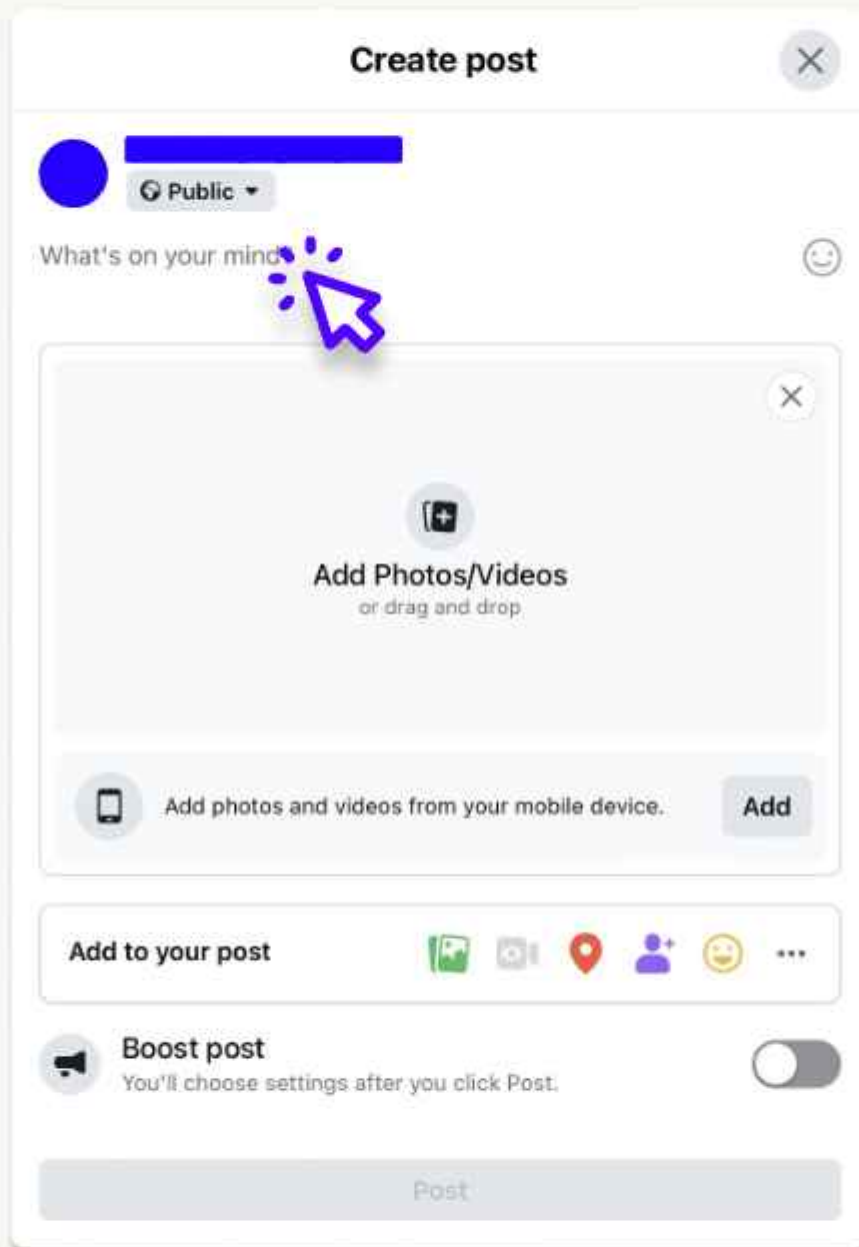 Create post
Public
What's on your mind
Add Photos/Videos
or drag and drop
Add photos and videos from your mobile device.
Add
Add to your post
Boost post
You'll choose settings after you click Post.
Post